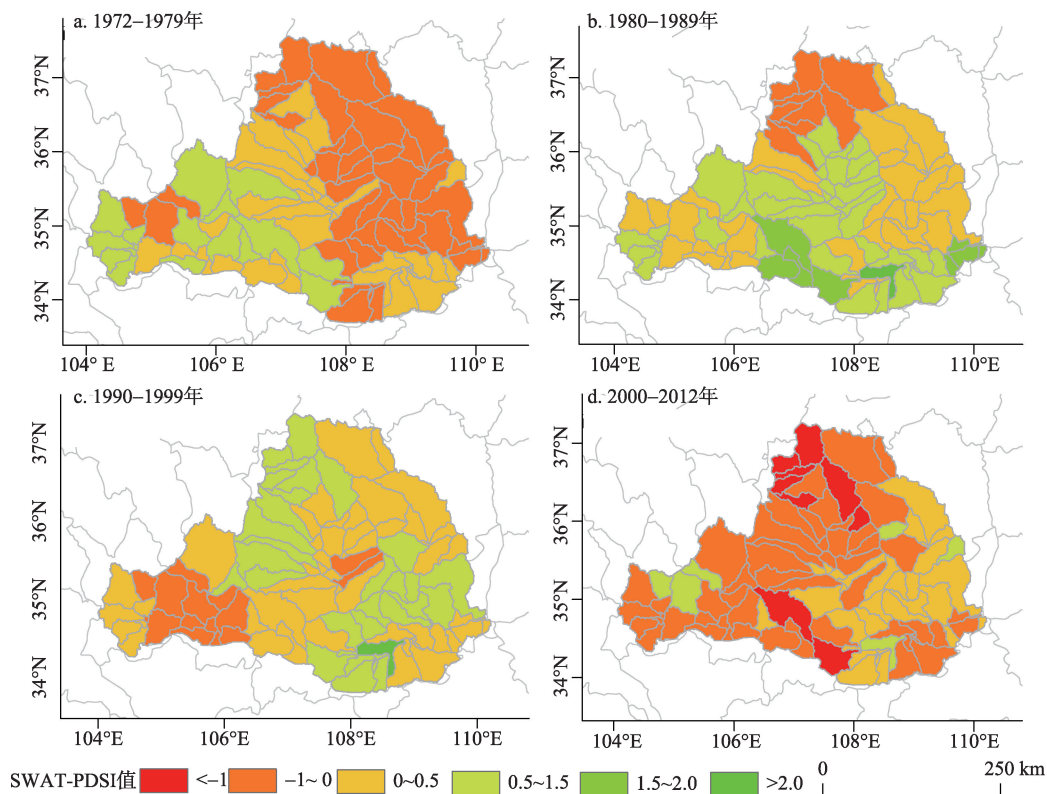 a. 1972–1979年
b. 1980–1989年
37°N
36°N
35°N
34°N
37°N
36°N
35°N
34°N
104° E
106°E
108°E
110°E
104°E
106°E
108°E
110°E
c. 1990–1999年
d. 2000–2012年
37°N
36°N
35°N
34°N
37°N
36°N
35°N
34°N
104°E
106°E
108°E
110°E
104°E
106°E
108°E
110°E
SWAT-PDSI值
<–1
–1~ 0
0~0.5
0.5~1.5
1.5~2.0
>2.0
0
250 km